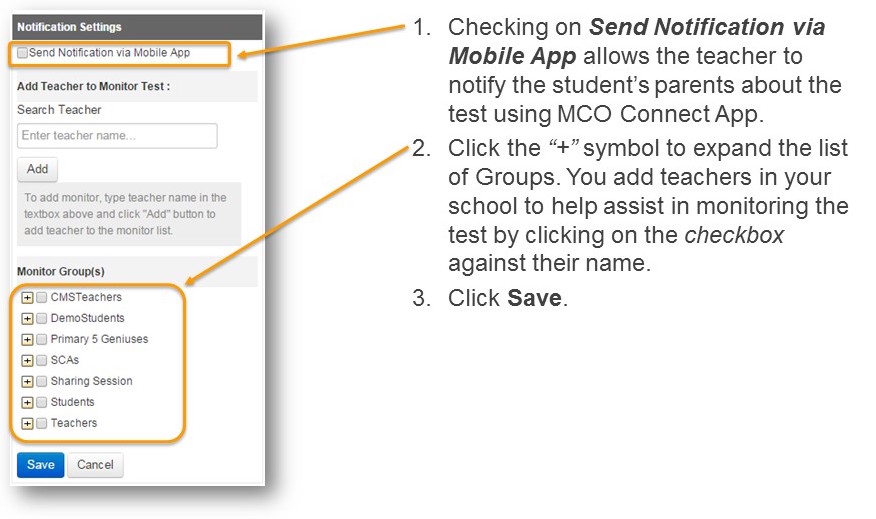 Notification Settings
Send Notification via Mobile App
Add Teacher to Monitor Test :
Search Teacher
Enter teacher name...
Add
To add monitor, type teacher name in the
textbox above and click "Add" button to
add teacher to the monitor list.
Monitor Group(s)
CMSTeachers
DemoStudents
Primary 5 Geniuses
SCAs
Sharing Session
Students
Teachers
Save Cancel
1. Checking on Send Notification via
Mobile App allows the teacher to
notify the student’s parents about the
test using MCO Connect App.
2. Click the “+” symbol to expand the list
of Groups. You add teachers in your
school to help assist in monitoring the
test by clicking on the checkbox
against their name.
3. Click Save.